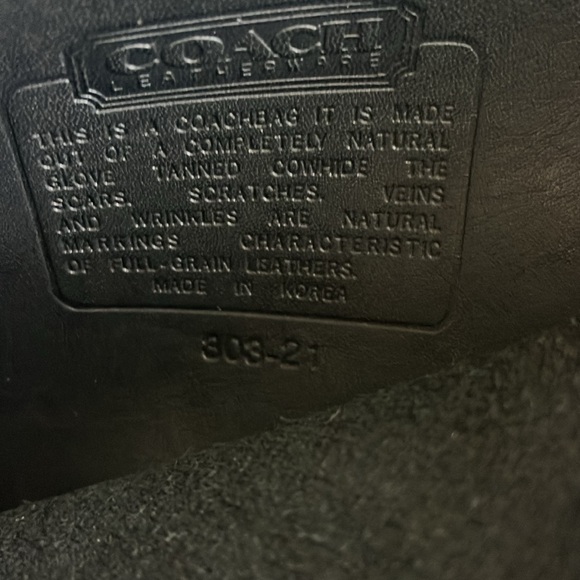 COACH
LEATHERWARE
THIS IS A COACHBAG IT IS MADE
OUT OF A COMPLETELY NATURAL
GLOVE TANNED COWHIDE THE
SCARS, SCRATCHES, VEINS
AND WRINKLES ARE NATURAL
MARKINGS CHARACTERISTIC
OF FULL-GRAIN LEATHERS.
MADE IN KOREA
303-21